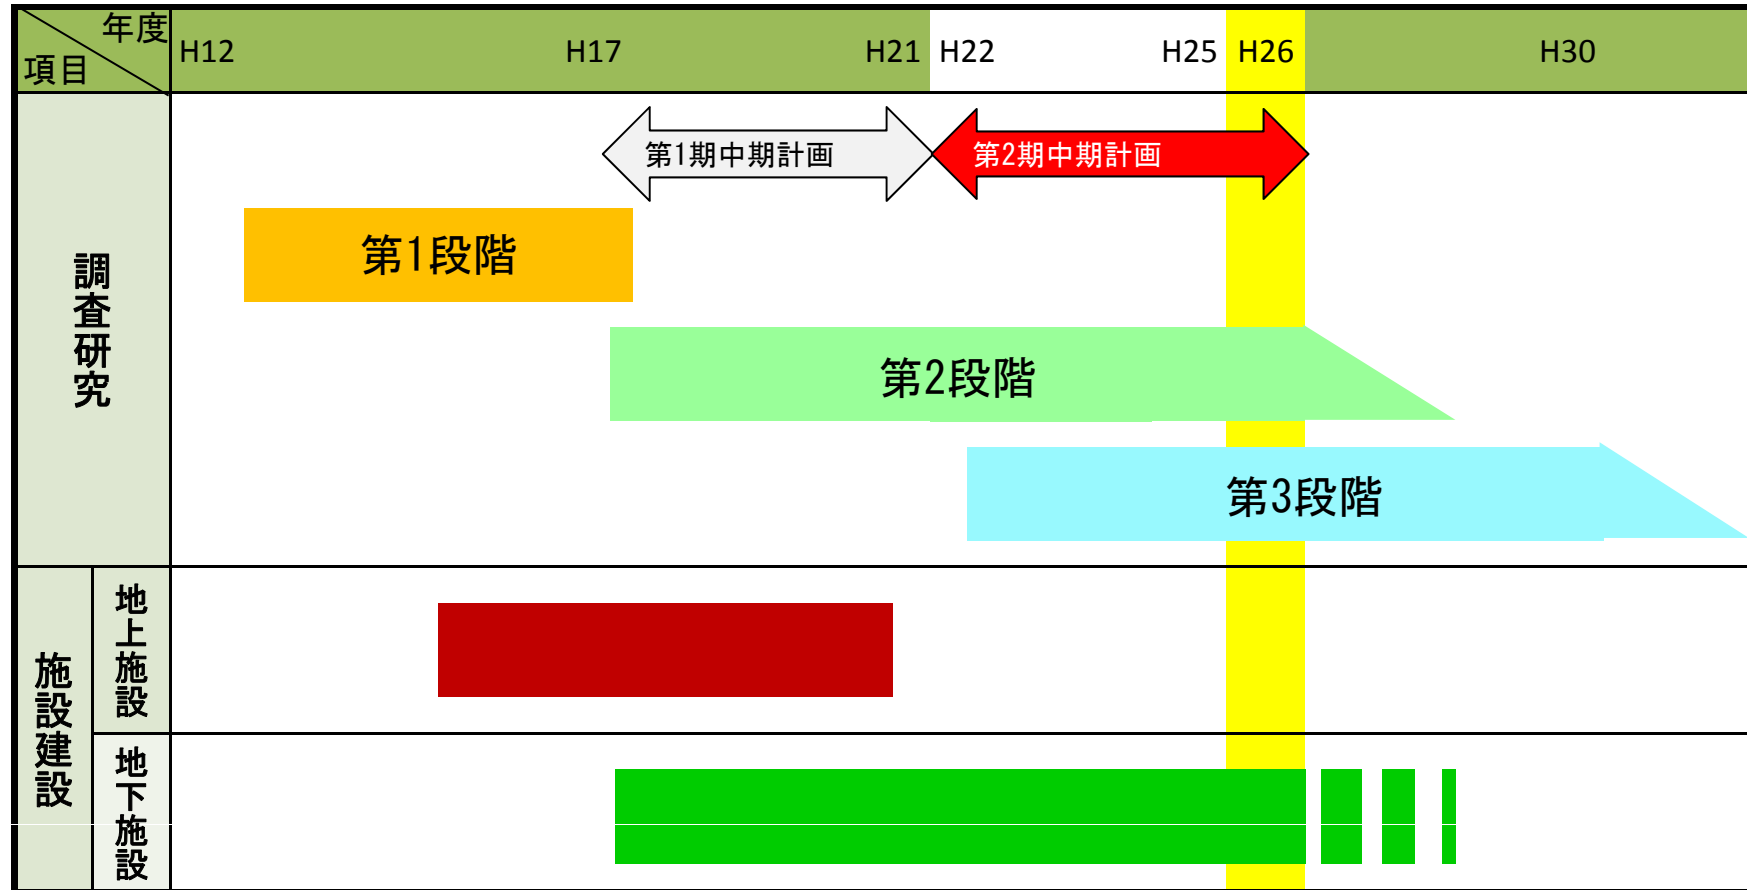 年度
項目
H12 H17 H21 H22 H25 H26 H30
第1期中期計画 第2期中期計画
第1段階
調査研究
第2段階
第3段階
施設建設
地上施設
地下施設